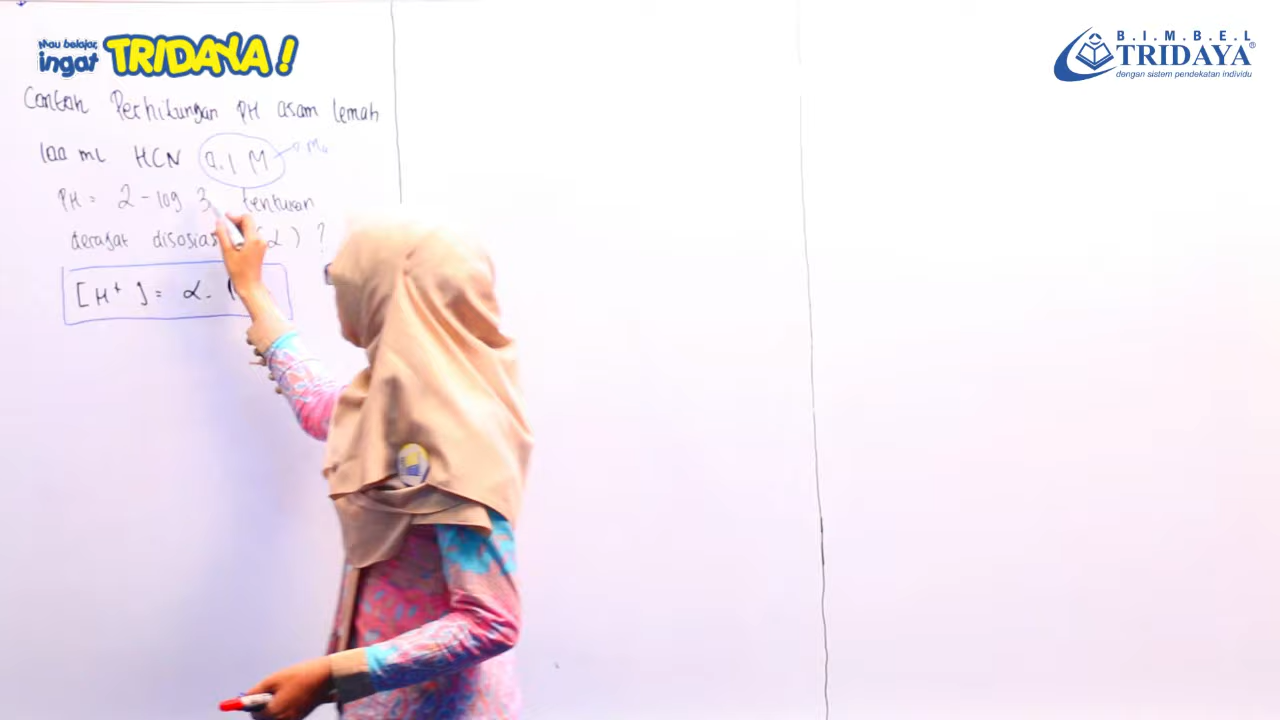 Mau belajar,
ingat TRIDAYA!
B.I.M.B.E.L
TRIDAYA®
dengan sistem pendekatan individu
Contoh Perhitungan PH asam lemah
100 mL HCN 0.1 M → Ma
PH = 2 - log 3 tentukan
derajat disosiasi (α) ?
[H+] = α.